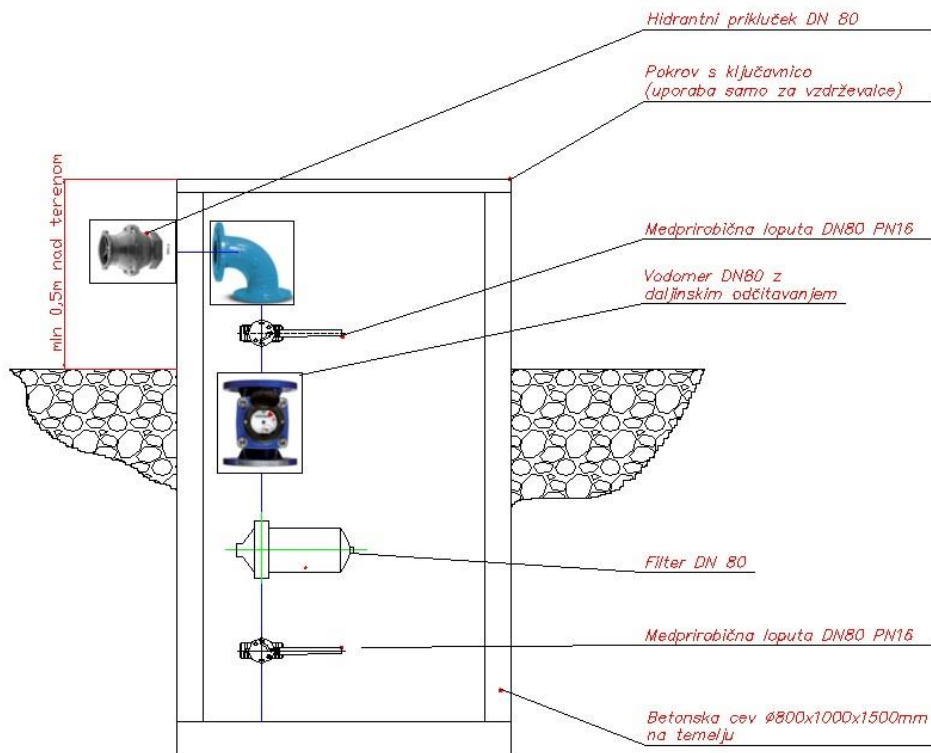 Hidrantni prikluček DN 80
Pokrov s ključavnico
(uporaba samo za vzdrževalce)
min 0,5m nad terenom
Medprirobična loputa DN80 PN16
Vodomer DN80 z
daljinskim odčitavanjem
Filter DN 80
Medprirobična loputa DN80 PN16
Betonska cev Ø800x1000x1500mm
na temelju